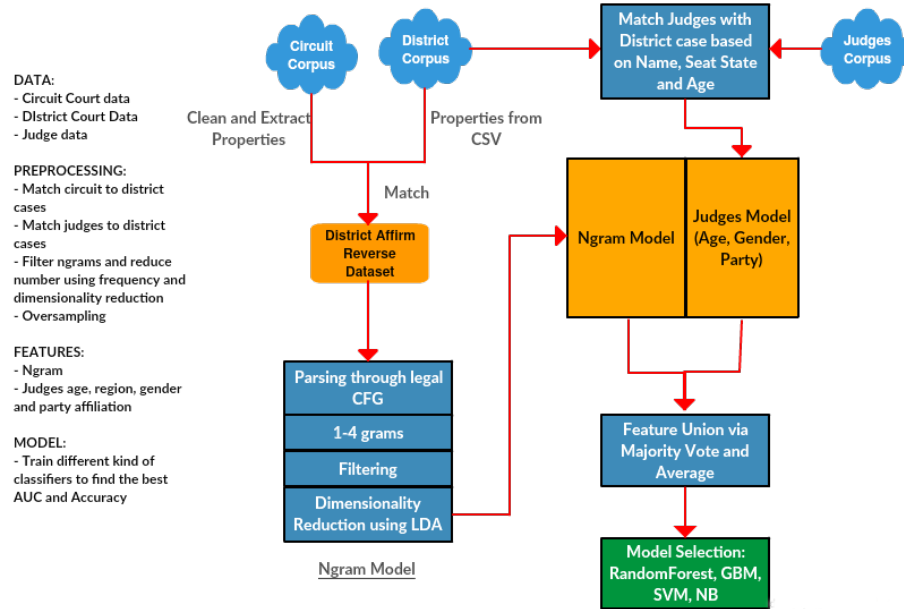 DATA:
- Circuit Court data
- DIstrict Court Data
- Judge data
PREPROCESSING:
- Match circuit to district
cases
- Match judges to district
cases
- Filter ngrams and reduce
number using frequency and
dimensionality reduction
- Oversampling
FEATURES:
- Ngram
- Judges age, region, gender
and party affiliation
MODEL:
- Train different kind of
classifiers to find the best
AUC and Accuracy
Circuit
Corpus
District
Corpus
Match Judges with
District case based
on Name, Seat State
and Age
Judges
Corpus
Clean and Extract
Properties
Properties from
CSV
Match
District Affirm
Reverse
Dataset
Parsing through legal
CFG
1-4 grams
Filtering
Dimensionality
Reduction using LDA
Ngram Model
Ngram Model
Judges Model
(Age, Gender,
Party)
Feature Union via
Majority Vote and
Average
Model Selection:
RandomForest, GBM,
SVM, NB